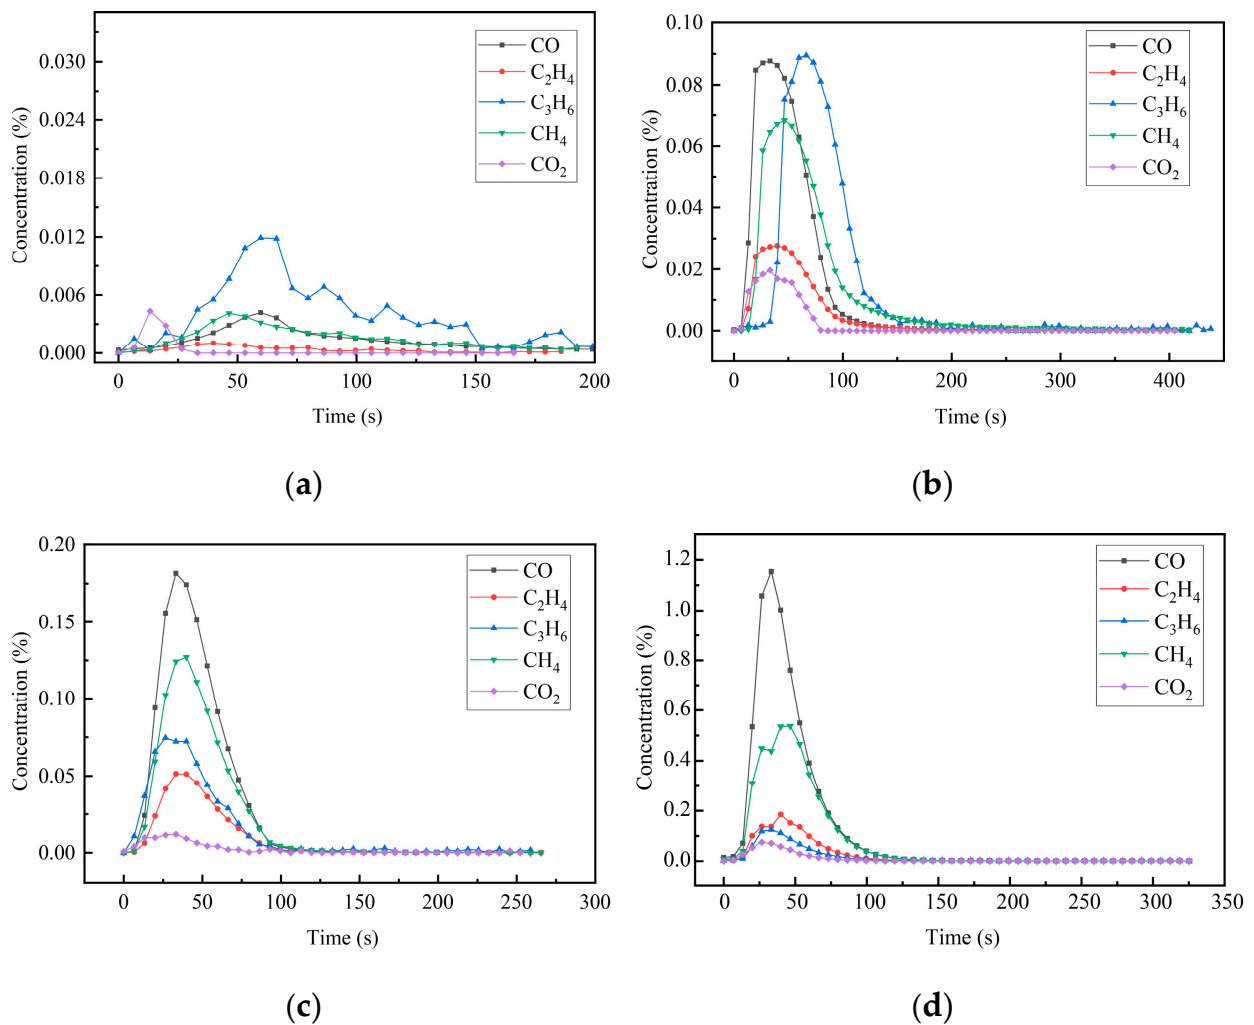 0.030
0.024
0.018
0.012
0.006
0.000
Concentration (%)
0
50
100
150
200
Time (s)
CO
C₂H₄
C₃H₆
CH₄
CO₂
(a)
0.10
0.08
0.06
0.04
0.02
0.00
Concentration (%)
0
100
200
300
400
Time (s)
CO
C₂H₄
C₃H₆
CH₄
CO₂
(b)
0.20
0.15
0.10
0.05
0.00
Concentration (%)
0
50
100
150
200
250
300
Time (s)
CO
C₂H₄
C₃H₆
CH₄
CO₂
(c)
1.2
1.0
0.8
0.6
0.4
0.2
0.0
Concentration (%)
0
50
100
150
200
250
300
350
Time (s)
CO
C₂H₄
C₃H₆
CH₄
CO₂
(d)